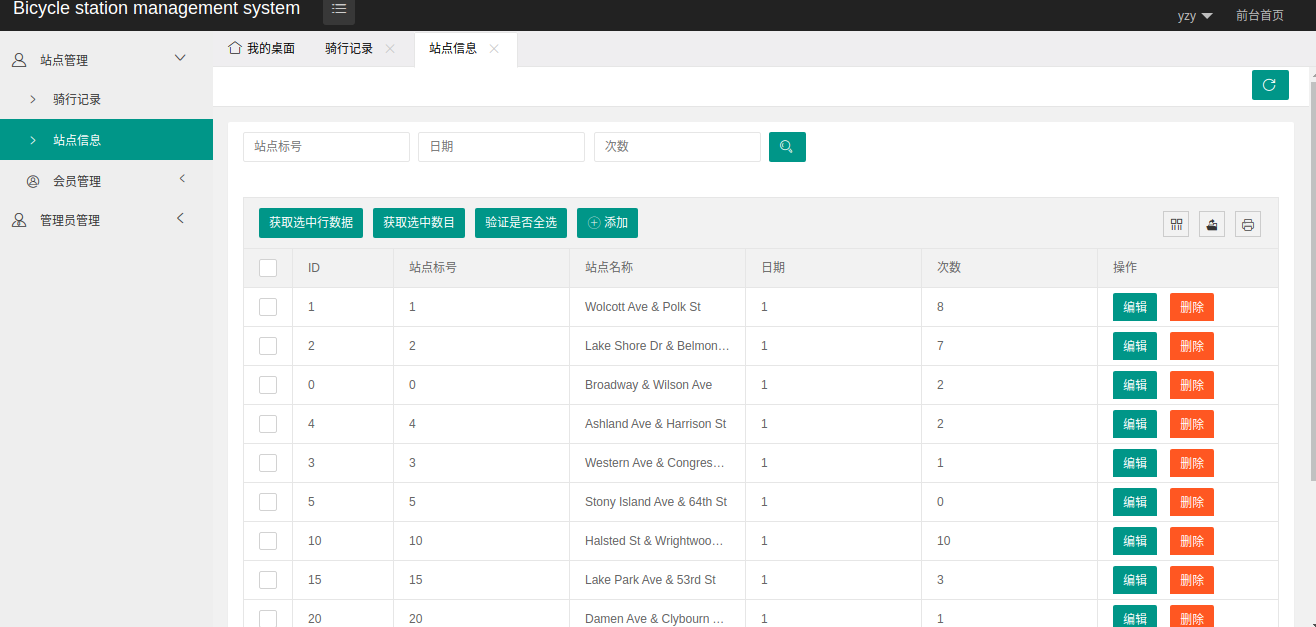 Bicycle station management system
yzy 前台首页
站点管理
骑行记录
站点信息
会员管理
管理员管理
我的桌面 骑行记录 站点信息
站点标号 日期 次数
获取选中行数据 获取选中数目 验证是否全选 添加
ID 站点标号 站点名称 日期 次数 操作
1 1 Wolcott Ave & Polk St 1 8 编辑 删除
2 2 Lake Shore Dr & Belmon… 1 7 编辑 删除
0 0 Broadway & Wilson Ave 1 2 编辑 删除
4 4 Ashland Ave & Harrison St 1 2 编辑 删除
3 3 Western Ave & Congres… 1 1 编辑 删除
5 5 Stony Island Ave & 64th St 1 0 编辑 删除
10 10 Halsted St & Wrightwoo… 1 10 编辑 删除
15 15 Lake Park Ave & 53rd St 1 3 编辑 删除
20 20 Damen Ave & Clybourn … 1 1 编辑 删除